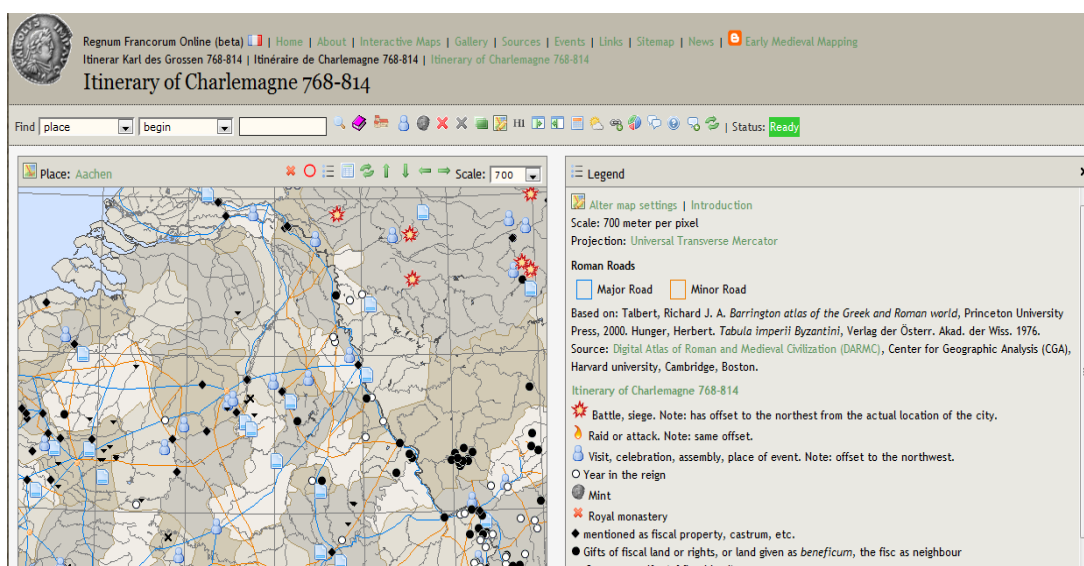 Regnum Francorum Online (beta) | Home | About | Interactive Maps | Gallery | Sources | Events | Links | Sitemap | News | Early Medieval Mapping
Itinerar Karl des Grossen 768-814 | Itinéraire de Charlemagne 768-814 | Itinerary of Charlemagne 768-814
Itinerary of Charlemagne 768-814
Find place begin H1 | Status: Ready
Place: Aachen Scale: 700
Legend
Alter map settings | Introduction
Scale: 700 meter per pixel
Projection: Universal Transverse Mercator
Roman Roads
Major Road Minor Road
Based on: Talbert, Richard J. A. Barrington atlas of the Greek and Roman world, Princeton University
Press, 2000. Hunger, Herbert. Tabula imperii Byzantini, Verlag der Österr. Akad. der Wiss. 1976.
Source: Digital Atlas of Roman and Medieval Civilization (DARMC), Center for Geographic Analysis (CGA),
Harvard university, Cambridge, Boston.
Itinerary of Charlemagne 768-814
Battle, siege. Note: has offset to the northest from the actual location of the city.
Raid or attack. Note: same offset.
Visit, celebration, assembly, place of event. Note: offset to the northwest.
Year in the reign
Mint
Royal monastery
mentioned as fiscal property, castrum, etc.
Gifts of fiscal land or rights, or land given as beneficum, the fisc as neighbour